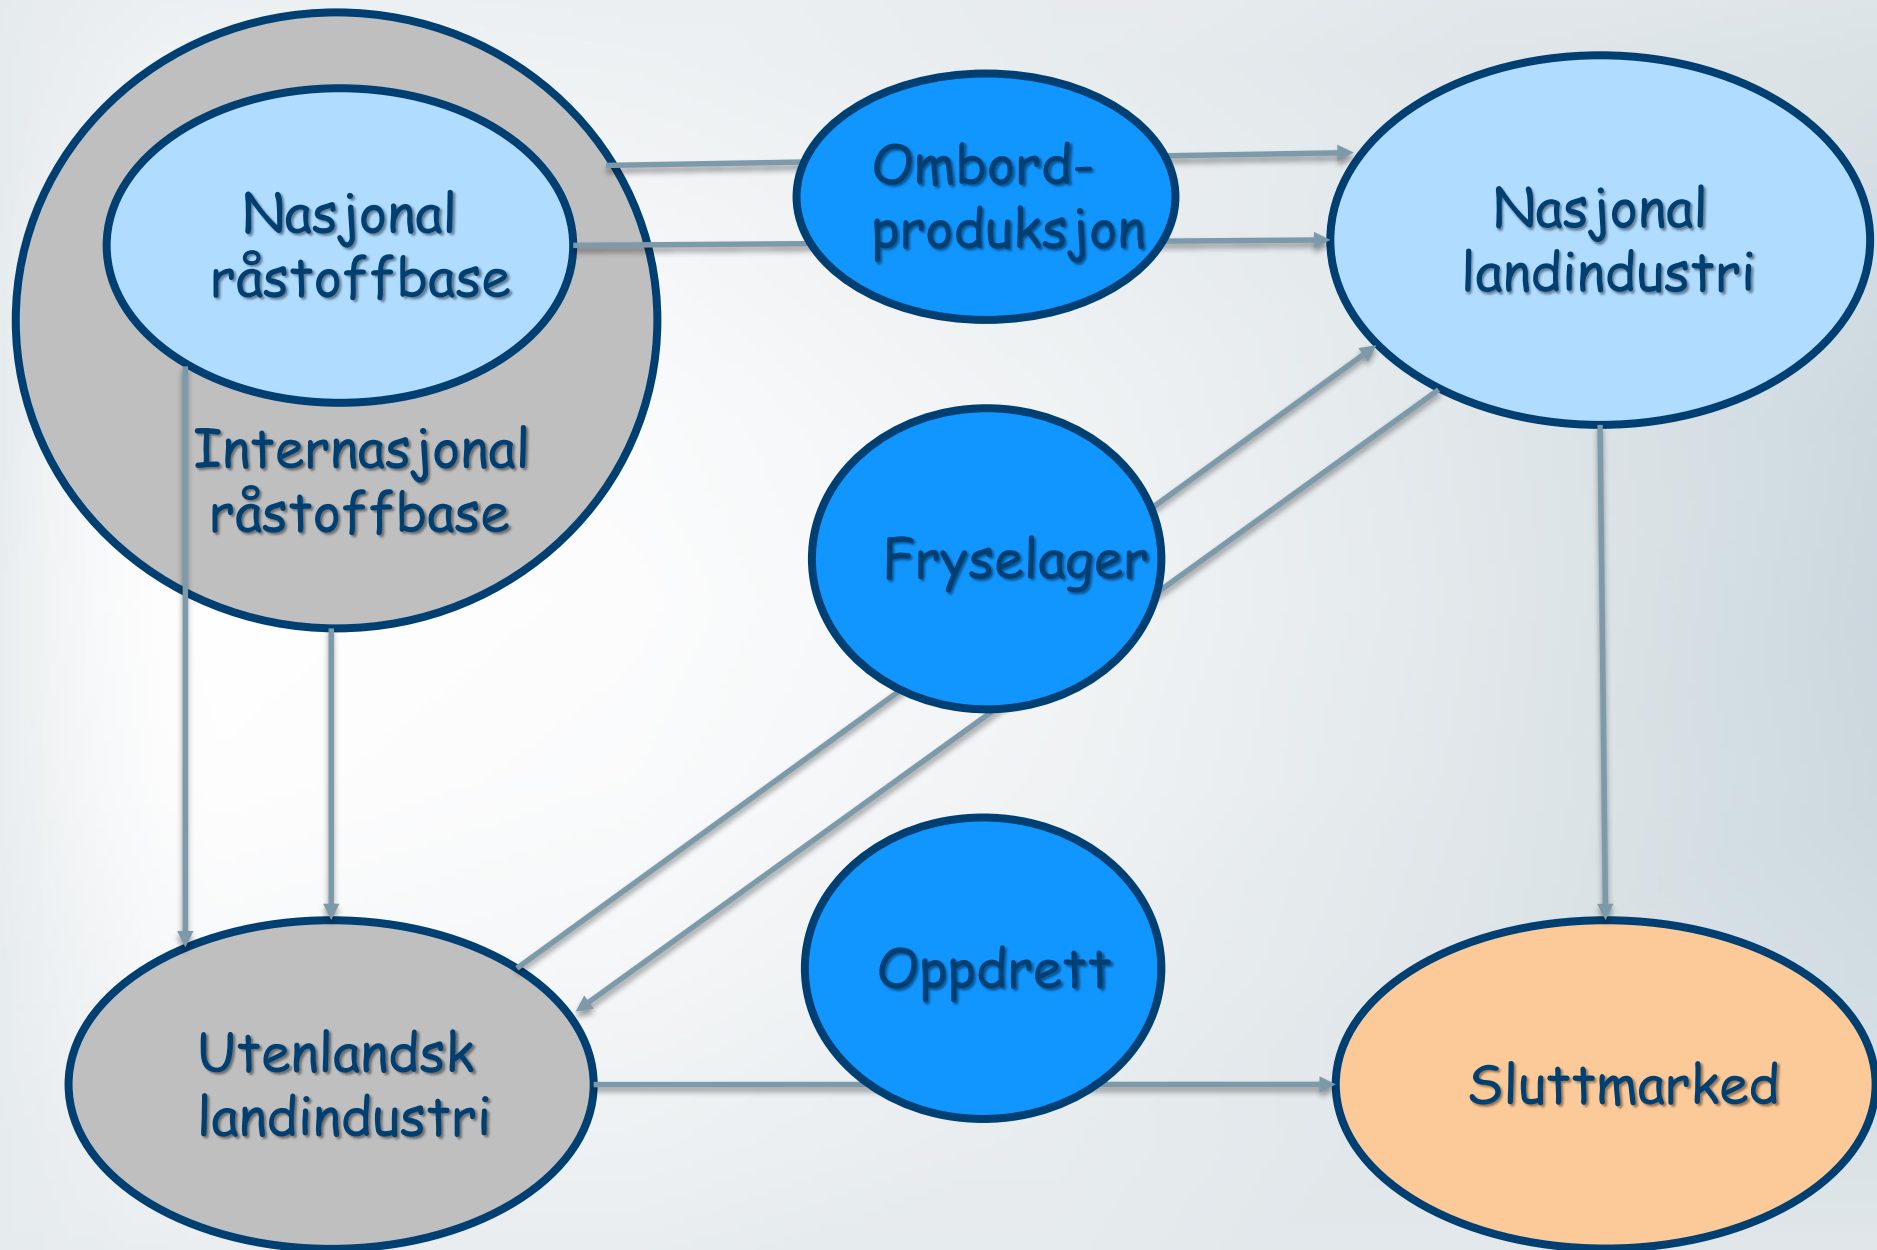 Nasjonal
råstoffbase
Internasjonal
råstoffbase
Ombord-
produksjon
Nasjonal
landindustri
Fryselager
Oppdrett
Utenlandsk
landindustri
Sluttmarked